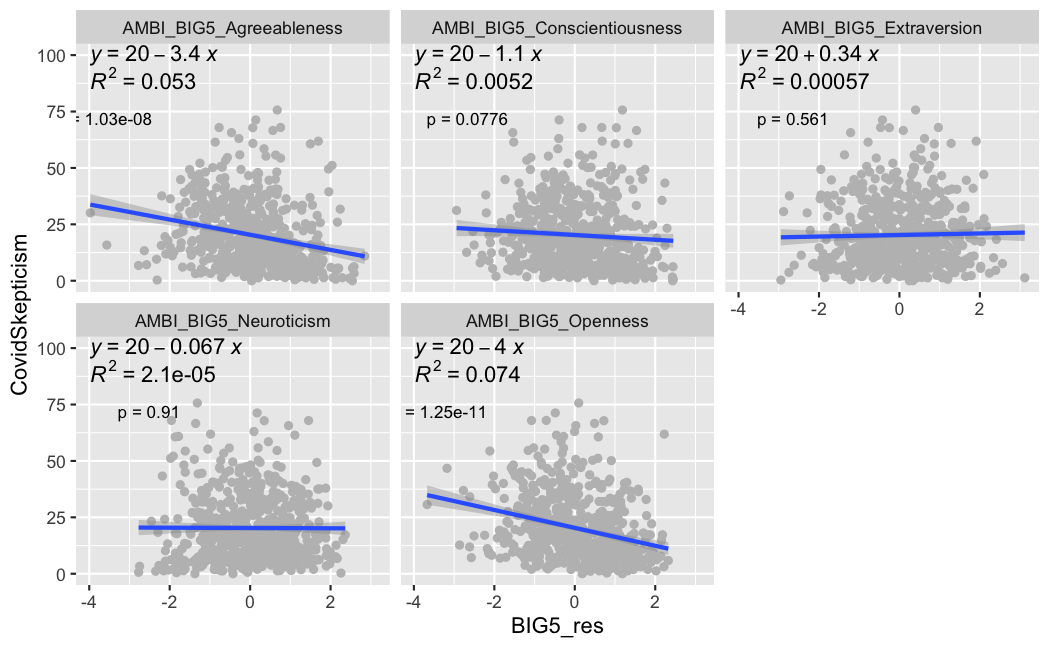 AMBI_BIG5_Agreeableness
y = 20 – 3.4 x
R² = 0.053
= 1.03e-08
AMBI_BIG5_Conscientiousness
y = 20 – 1.1 x
R² = 0.0052
p = 0.0776
AMBI_BIG5_Extraversion
y = 20 + 0.34 x
R² = 0.00057
p = 0.561
100
75
50
25
0
-4 -2 0 2
CovidSkepticism
AMBI_BIG5_Neuroticism
y = 20 – 0.067 x
R² = 2.1e-05
p = 0.91
AMBI_BIG5_Openness
y = 20 – 4 x
R² = 0.074
= 1.25e-11
100
75
50
25
0
-4 -2 0 2
-4 -2 0 2
BIG5_res